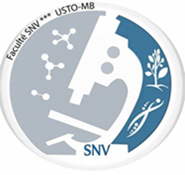 Faculté SNV *** USTO-MB
SNV